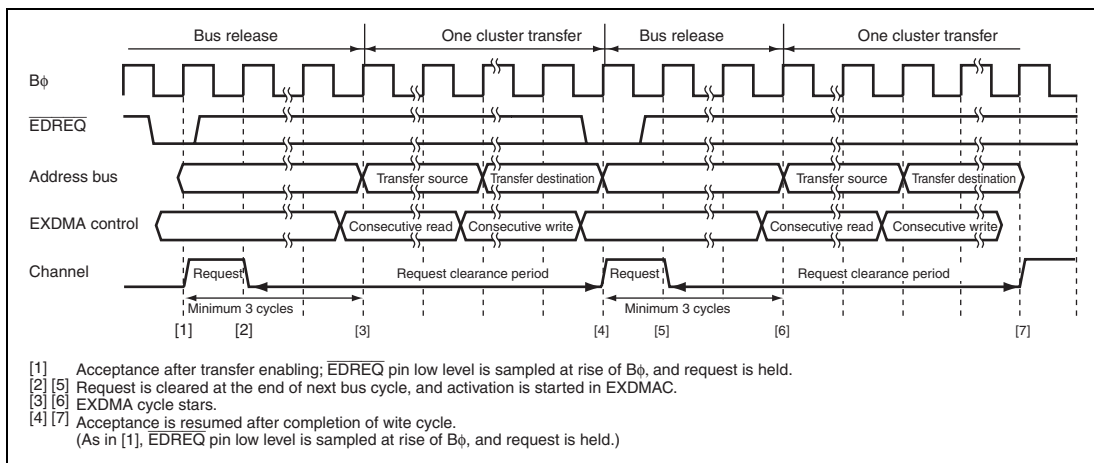 Bus release One cluster transfer Bus release One cluster transfer
Bφ
EDREQ
Address bus Transfer source Transfer destination Transfer source Transfer destination
EXDMA control Consecutive read Consecutive write Consecutive read Consecutive write
Channel Request Request clearance period Request Request clearance period
Minimum 3 cycles Minimum 3 cycles
[1] [2] [3] [4] [5] [6] [7]
[1] Acceptance after transfer enabling; EDREQ pin low level is sampled at rise of Bφ, and request is held.
[2] [5] Request is cleared at the end of next bus cycle, and activation is started in EXDMAC.
[3] [6] EXDMA cycle stars.
[4] [7] Acceptance is resumed after completion of wite cycle.
(As in [1], EDREQ pin low level is sampled at rise of Bφ, and request is held.)